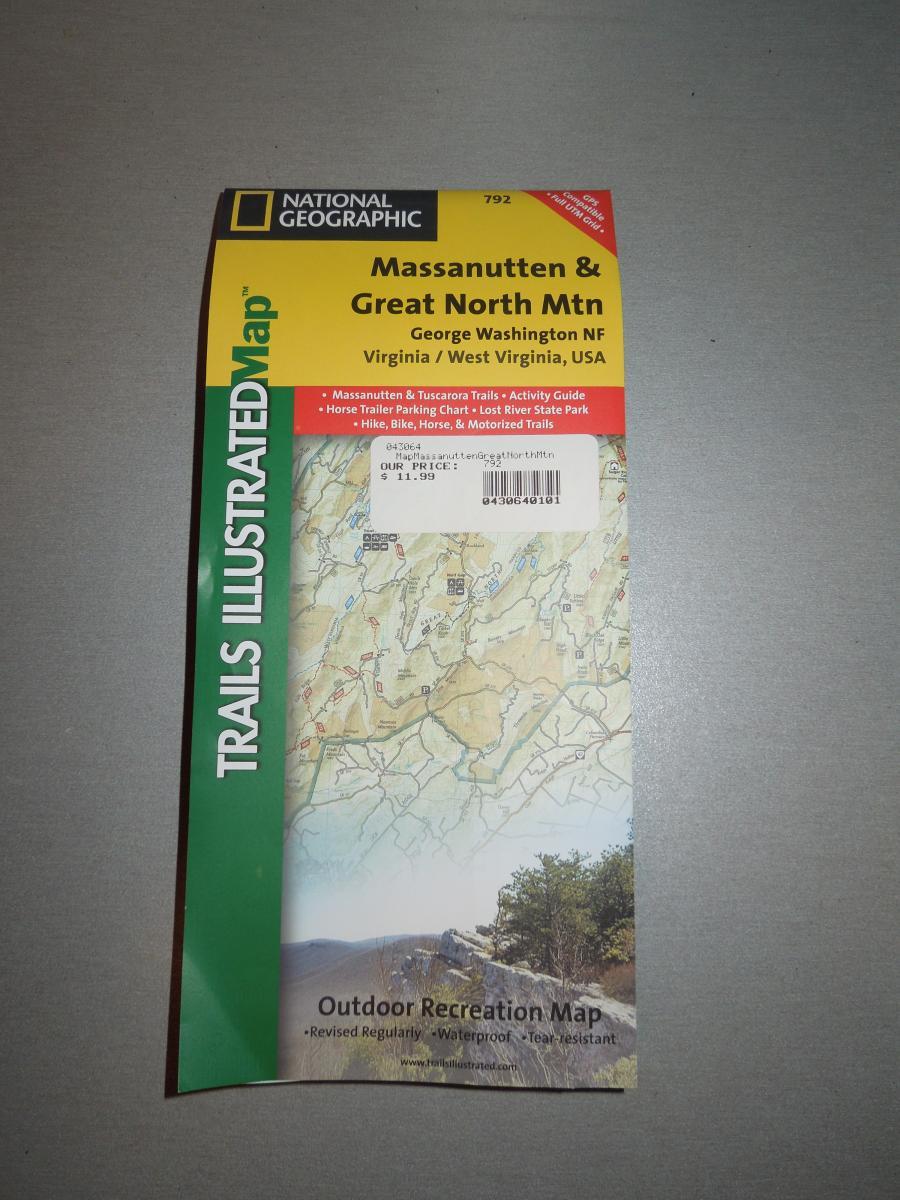 NATIONAL
GEOGRAPHIC
792
GPS
Compatible
• Full UTM Grid •
Massanutten &
Great North Mtn
George Washington NF
Virginia / West Virginia, USA
TRAILS ILLUSTRATEDMap™
• Massanutten & Tuscarora Trails • Activity Guide
• Horse Trailer Parking Chart • Lost River State Park
• Hike, Bike, Horse, & Motorized Trails
043064
MapMassanuttenGreatNorthMtn
OUR PRICE: 792
$ 11.99
0430640101
GREAT
Outdoor Recreation Map
•Revised Regularly •Waterproof •Tear-resistant
www.trailsillustrated.com